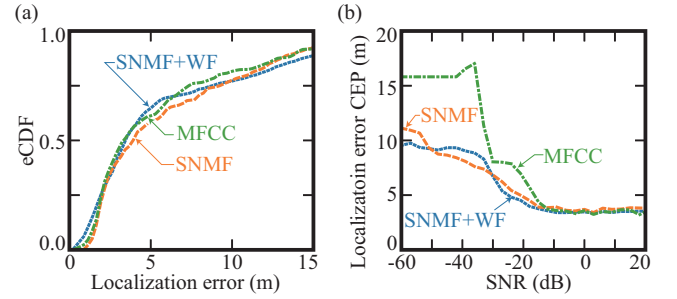 (a)
1.0
0.5
0.0
eCDF
SNMF+WF
MFCC
SNMF
0 5 10 15
Localization error (m)
(b)
20
15
10
5
0
Localizatoin error CEP (m)
SNMF
MFCC
SNMF+WF
-60 -40 -20 0 20
SNR (dB)